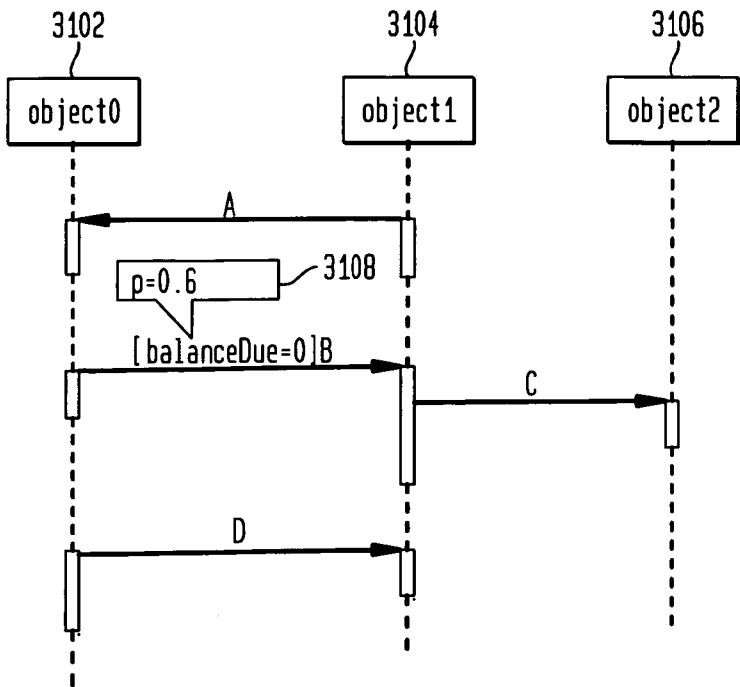 3102 3104 3106
object0 object1 object2
A
p=0.6 3108
[balanceDue=0]B
C
D